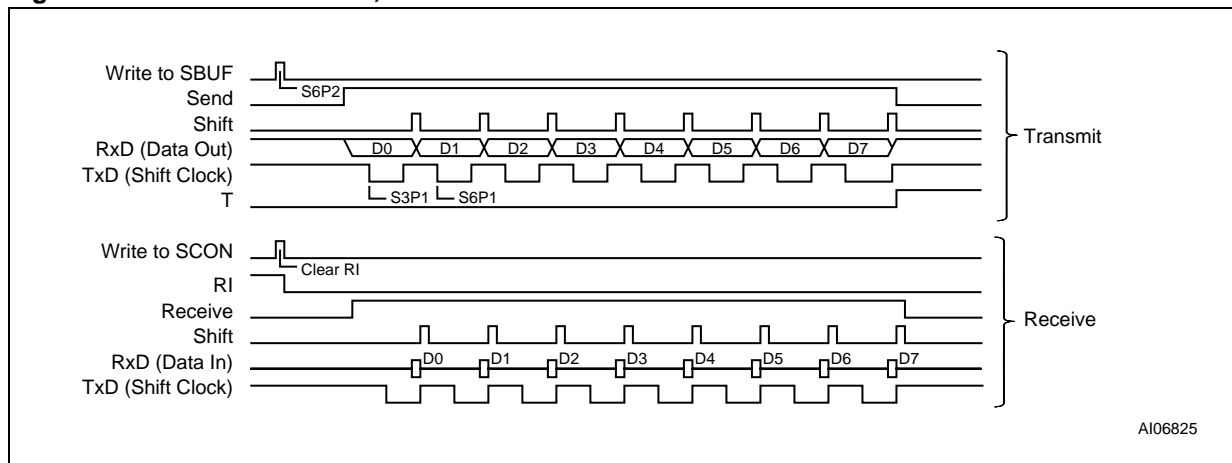 Write to SBUF
S6P2
Send
Shift
RxD (Data Out)
D0 D1 D2 D3 D4 D5 D6 D7
TxD (Shift Clock)
S3P1 S6P1
T
Transmit
Write to SCON
Clear RI
RI
Receive
Shift
RxD (Data In)
D0 D1 D2 D3 D4 D5 D6 D7
TxD (Shift Clock)
Receive
AI06825